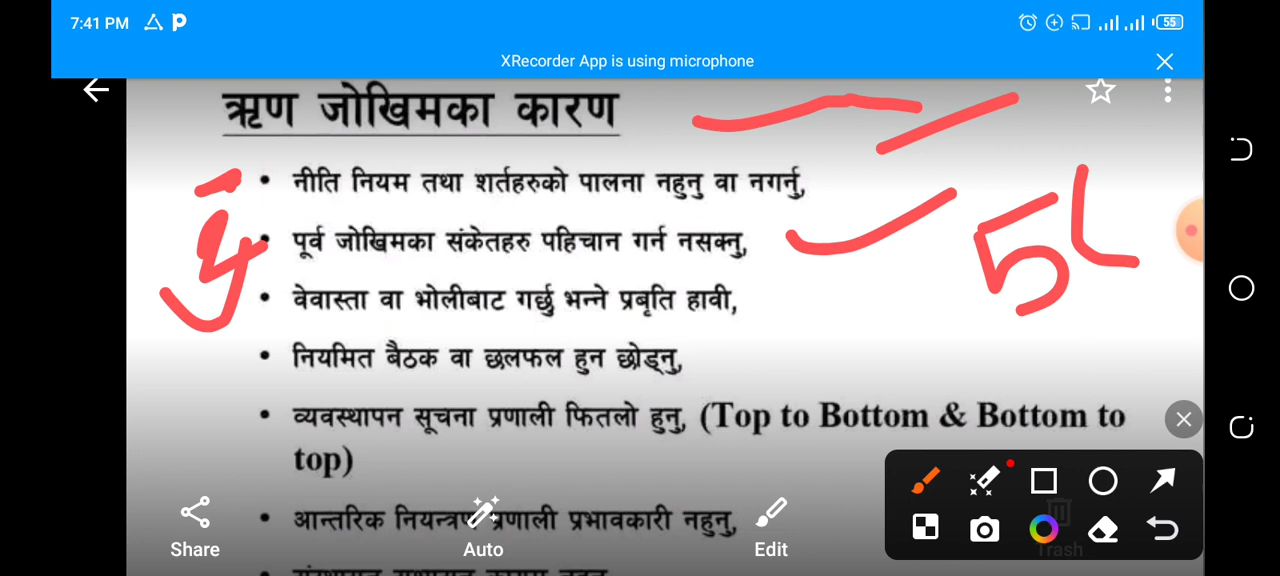 7:41 PM
55
XRecorder App is using microphone
ऋण जोखिमका कारण
• नीति नियम तथा शर्तहरुको पालना नहुनु वा नगर्नु,
• पूर्व जोखिमका संकेतहरु पहिचान गर्न नसक्नु,
• वेवास्ता वा भोलीबाट गर्छु भन्ने प्रबृति हावी,
• नियमित बैठक वा छलफल हुन छोड्नु,
• व्यवस्थापन सूचना प्रणाली फितलो हुनु, (Top to Bottom & Bottom to
top)
• आन्तरिक नियन्त्रण प्रणाली प्रभावकारी नहुनु,
Share
Auto
Edit
Trash